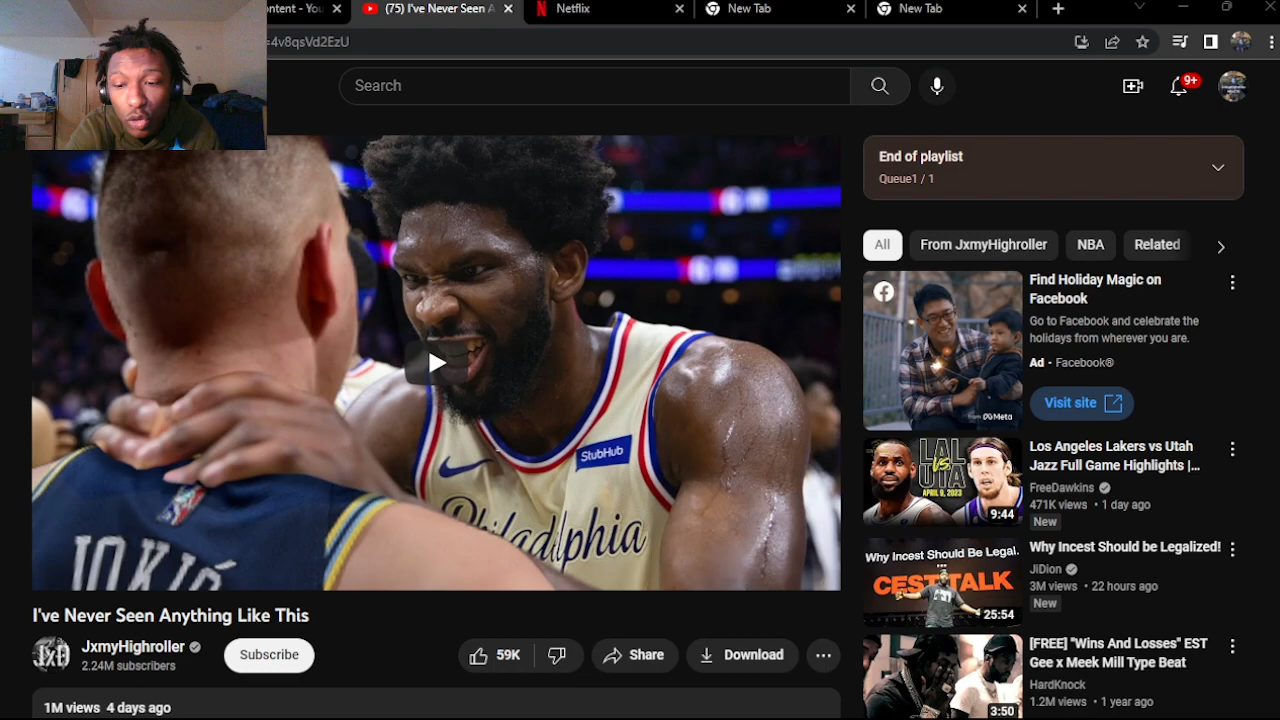 ontent - You
(75) I've Never Seen A
Netflix
New Tab
New Tab
=4v8qsVd2EzU
Search
9+
End of playlist
Queue1 / 1
All
From JxmyHighroller
NBA
Related
StubHub
Philadelphia
JOKIĆ
Find Holiday Magic on
Facebook
Go to Facebook and celebrate the
holidays from wherever you are.
Ad • Facebook®
from Meta
Visit site
LAL
VS
UTA
APRIL 9, 2023
9:44
Los Angeles Lakers vs Utah
Jazz Full Game Highlights |...
FreeDawkins
471K views • 1 day ago
New
Why Incest Should Be Legal.
CEST TALK
25:54
Why Incest Should be Legalized!
JiDion
3M views • 22 hours ago
New
3:50
[FREE] "Wins And Losses" EST
Gee x Meek Mill Type Beat
HardKnock
1.2M views • 1 year ago
I've Never Seen Anything Like This
JxD
JxmyHighroller
2.24M subscribers
Subscribe
59K
Share
Download
1M views 4 days ago